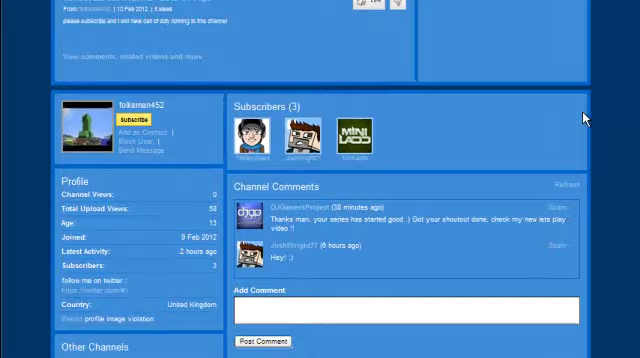 From | 10 Feb 2012 | 5 views
please subscribe and I will have call of duty coming to this channel
View comments, related videos and more
folksman452
Subscribe
Add as Contact |
Block User |
Send Message
Profile
Channel Views: 0
Total Upload Views: 58
Age: 13
Joined: 9 Feb 2012
Latest Activity: 2 hours ago
Subscribers: 3
follow me on twitter :
Country: United Kingdom
Report profile image violation
Other Channels
Subscribers (3)
MINI LADD
Channel Comments
Refresh
DJGamersProject (38 minutes ago) Spam
Thanks man, your series has started good :) Got your shoutout done, check my new lets play
video !!
(6 hours ago) Spam
Hey! :)
Add Comment
Post Comment